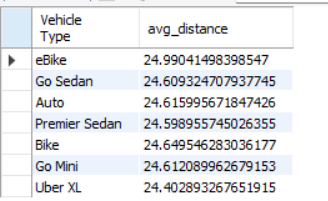 Vehicle Type avg_distance
eBike 24.99041498398547
Go Sedan 24.609324707937745
Auto 24.615995671847426
Premier Sedan 24.598955745026355
Bike 24.649546283036177
Go Mini 24.612089962679153
Uber XL 24.402893267651915